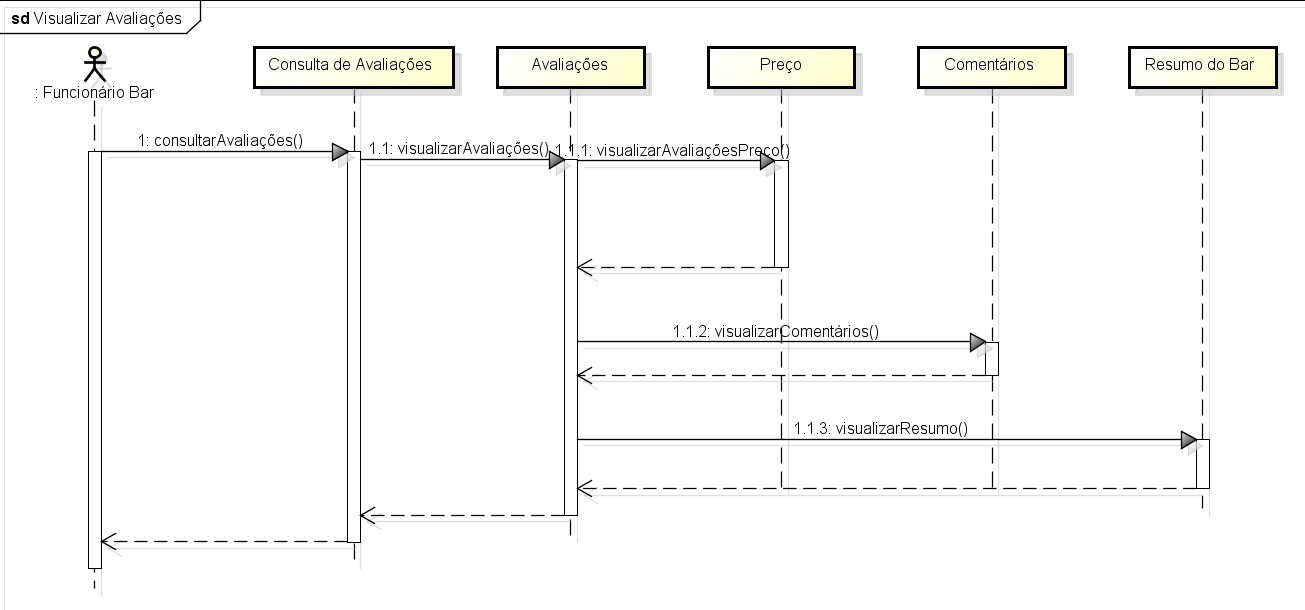 sd Visualizar Avaliações
: Funcionário Bar
Consulta de Avaliações
Avaliações
Preço
Comentários
Resumo do Bar
1: consultarAvaliações()
1.1: visualizarAvaliações()
1.1.1: visualizarAvaliaçõesPreço()
1.1.2: visualizarComentários()
1.1.3: visualizarResumo()